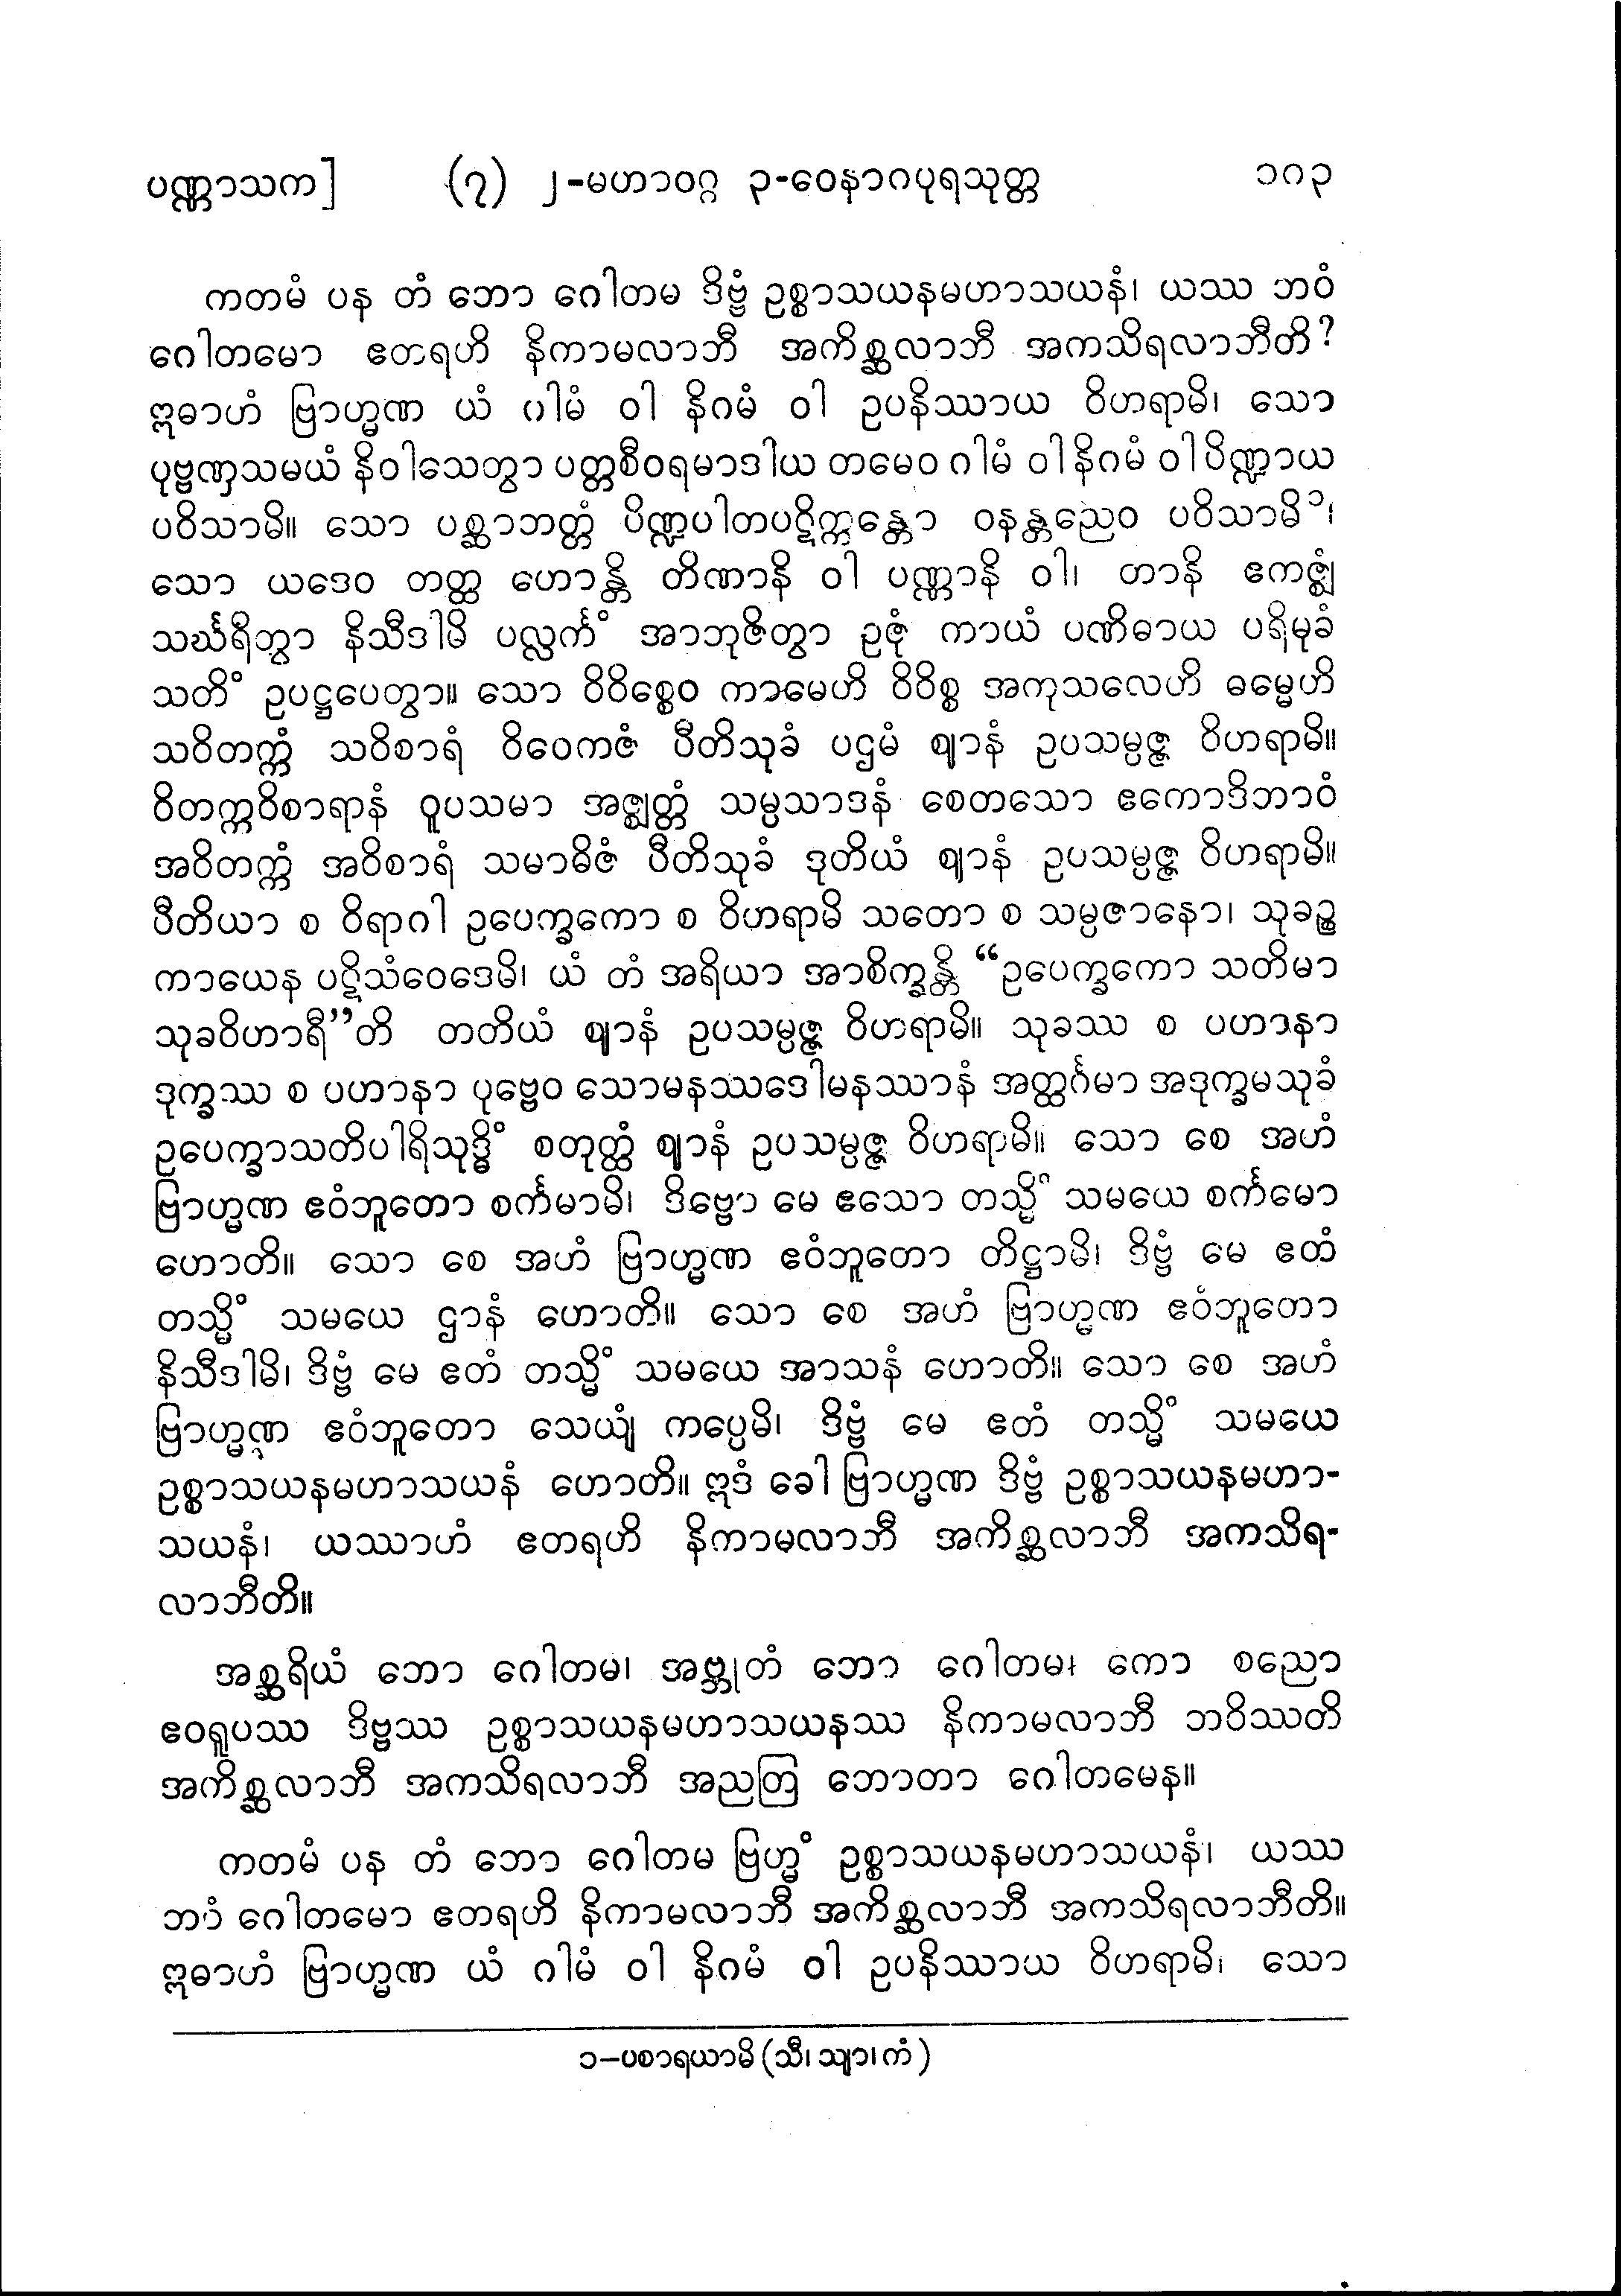 ပဏ္ဏာသက] (၇) ၂-မဟာဝဂ္ဂ ၃-ဝေနာဂပုရသုတ္တ ၁၈၃
ကတမံ ပန တံ ဘော ဂေါတမ ဒိဗ္ဗံ ဥစ္စာသယနမဟာသယနံ၊ ယဿ ဘဝံ
ဂေါတမော ဧတရဟိ နိကာမလာဘီ အကိစ္ဆလာဘီ အကသိရလာဘီတိ?
ဣဓာဟံ ဗြာဟ္မဏ ယံ ဂါမံ ဝါ နိဂမံ ဝါ ဥပနိဿာယ ဝိဟရာမိ၊ သော
ပုဗ္ဗဏှသမယံ နိဝါသေတွာ ပတ္တစီဝရမာဒါယ တမေဝ ဂါမံ ဝါ နိဂမံ ဝါ ပိဏ္ဍာယ
ပဝိသာမိ။ သော ပစ္ဆာဘတ္တံ ပိဏ္ဍပါတပဋိက္ကန္တော ဝနန္တညေဝ ပဝိသာမိ၁၊
သော ယဒေဝ တတ္ထ ဟောန္တိ တိဏာနိ ဝါ ပဏ္ဏာနိ ဝါ၊ တာနိ ဧကဇ္ဈံ
သင်္ဃရိတွာ နိသီဒါမိ ပလ္လင်္ကံ အာဘုဇိတွာ ဥဇုံ ကာယံ ပဏိဓာယ ပရိမုခံ
သတိံ ဥပဋ္ဌပေတွာ။ သော ဝိဝိစ္စေဝ ကာမေဟိ ဝိဝိစ္စ အကုသလေဟိ ဓမ္မေဟိ
သဝိတက္ကံ သဝိစာရံ ဝိဝေကဇံ ပီတိသုခံ ပဌမံ ဈာနံ ဥပသမ္ပဇ္ဇ ဝိဟရာမိ။
ဝိတက္ကဝိစာရာနံ ဝူပသမာ အဇ္ဈတ္တံ သမ္ပသာဒနံ စေတသော ဧကောဒိဘာဝံ
အဝိတက္ကံ အဝိစာရံ သမာဓိဇံ ပီတိသုခံ ဒုတိယံ ဈာနံ ဥပသမ္ပဇ္ဇ ဝိဟရာမိ။
ပီတိယာ စ ဝိရာဂါ ဥပေက္ခကော စ ဝိဟရာမိ သတော စ သမ္ပဇာနော၊ သုခဉ္စ
ကာယေန ပဋိသံဝေဒေမိ၊ ယံ တံ အရိယာ အာစိက္ခန္တိ “ဥပေက္ခကော သတိမာ
သုခဝိဟာရီ”တိ တတိယံ ဈာနံ ဥပသမ္ပဇ္ဇ ဝိဟရာမိ။ သုခဿ စ ပဟာနာ
ဒုက္ခဿ စ ပဟာနာ ပုဗ္ဗေဝ သောမနဿဒေါမနဿာနံ အတ္ထင်္ဂမာ အဒုက္ခမသုခံ
ဥပေက္ခာသတိပါရိသုဒ္ဓိံ စတုတ္ထံ ဈာနံ ဥပသမ္ပဇ္ဇ ဝိဟရာမိ။ သော စေ အဟံ
ဗြာဟ္မဏ ဧဝံဘူတော စင်္ကမာမိ၊ ဒိဗ္ဗော မေ ဧသော တသ္မိံ သမယေ စင်္ကမော
ဟောတိ။ သော စေ အဟံ ဗြာဟ္မဏ ဧဝံဘူတော တိဋ္ဌာမိ၊ ဒိဗ္ဗံ မေ ဧတံ
တသ္မိံ သမယေ ဌာနံ ဟောတိ။ သော စေ အဟံ ဗြာဟ္မဏ ဧဝံဘူတော
နိသီဒါမိ၊ ဒိဗ္ဗံ မေ ဧတံ တသ္မိံ သမယေ အာသနံ ဟောတိ။ သော စေ အဟံ
ဗြာဟ္မဏ ဧဝံဘူတော သေယျံ ကပ္ပေမိ၊ ဒိဗ္ဗံ မေ ဧတံ တသ္မိံ သမယေ
ဥစ္စာသယနမဟာသယနံ ဟောတိ။ ဣဒံ ခေါ ဗြာဟ္မဏ ဒိဗ္ဗံ ဥစ္စာသယနမဟာ-
သယနံ၊ ယဿာဟံ ဧတရဟိ နိကာမလာဘီ အကိစ္ဆလာဘီ အကသိရ-
လာဘီတိ။
အစ္ဆရိယံ ဘော ဂေါတမ၊ အဗ္ဘုတံ ဘော ဂေါတမ၊ ကော စညော
ဧဝရူပဿ ဒိဗ္ဗဿ ဥစ္စာသယနမဟာသယနဿ နိကာမလာဘီ ဘဝိဿတိ
အကိစ္ဆလာဘီ အကသိရလာဘီ အညတြ ဘောတာ ဂေါတမေန။
ကတမံ ပန တံ ဘော ဂေါတမ ဗြဟ္မံ ဥစ္စာသယနမဟာသယနံ၊ ယဿ
ဘဝံ ဂေါတမော ဧတရဟိ နိကာမလာဘီ အကိစ္ဆလာဘီ အကသိရလာဘီတိ။
ဣဓာဟံ ဗြာဟ္မဏ ယံ ဂါမံ ဝါ နိဂမံ ဝါ ဥပနိဿာယ ဝိဟရာမိ၊ သော
၁–ပစာရယာမိ (သီ၊ သျာ၊ ကံ)